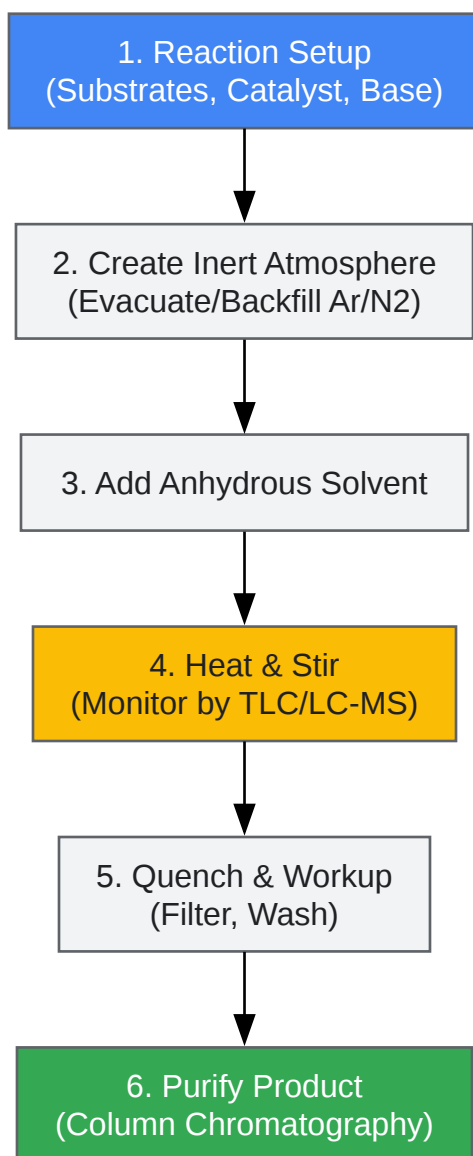 1. Reaction Setup
(Substrates, Catalyst, Base)
2. Create Inert Atmosphere
(Evacuate/Backfill Ar/N2)
3. Add Anhydrous Solvent
4. Heat & Stir
(Monitor by TLC/LC-MS)
5. Quench & Workup
(Filter, Wash)
6. Purify Product
(Column Chromatography)